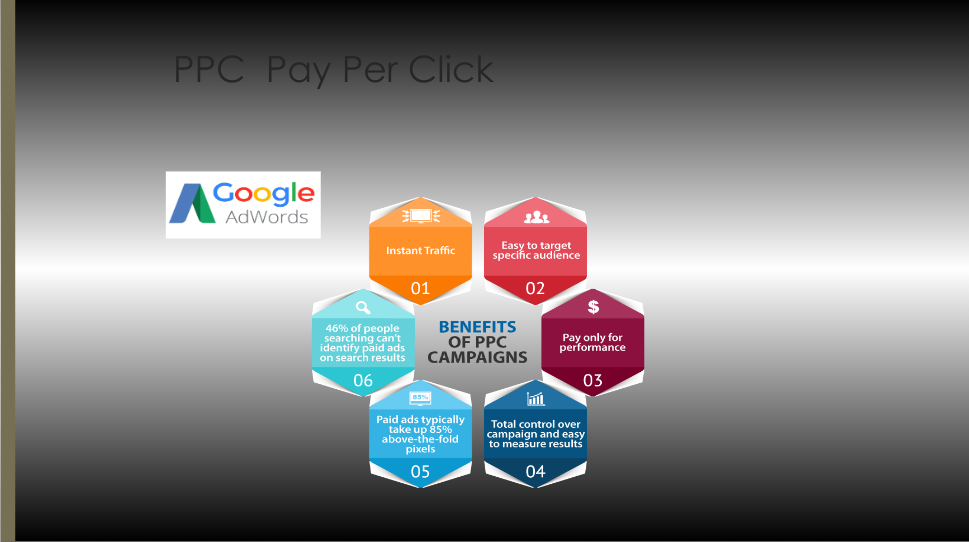 PPC  Pay Per Click
Google
AdWords
Instant Traffic
01
Easy to target
specific audience
02
$
Pay only for
performance
03
Total control over
campaign and easy
to measure results
04
85%
Paid ads typically
take up 85%
above-the-fold
pixels
05
46% of people
searching can't
identify paid ads
on search results
06
BENEFITS
OF PPC
CAMPAIGNS